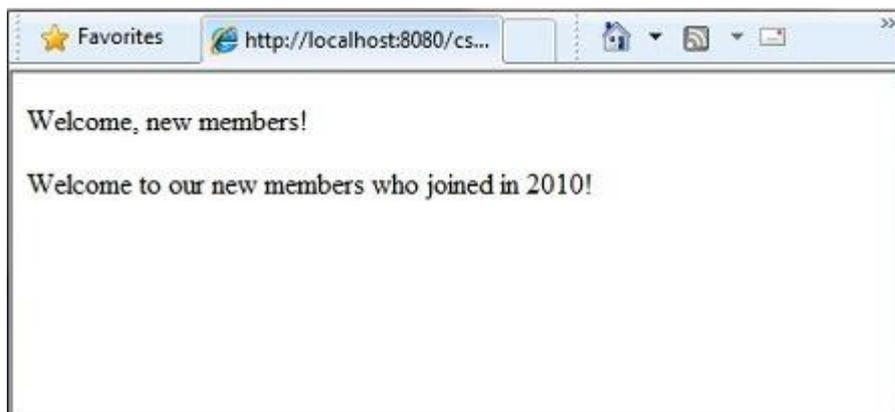 Favorites
http://localhost:8080/cs...
»
Welcome, new members!
Welcome to our new members who joined in 2010!